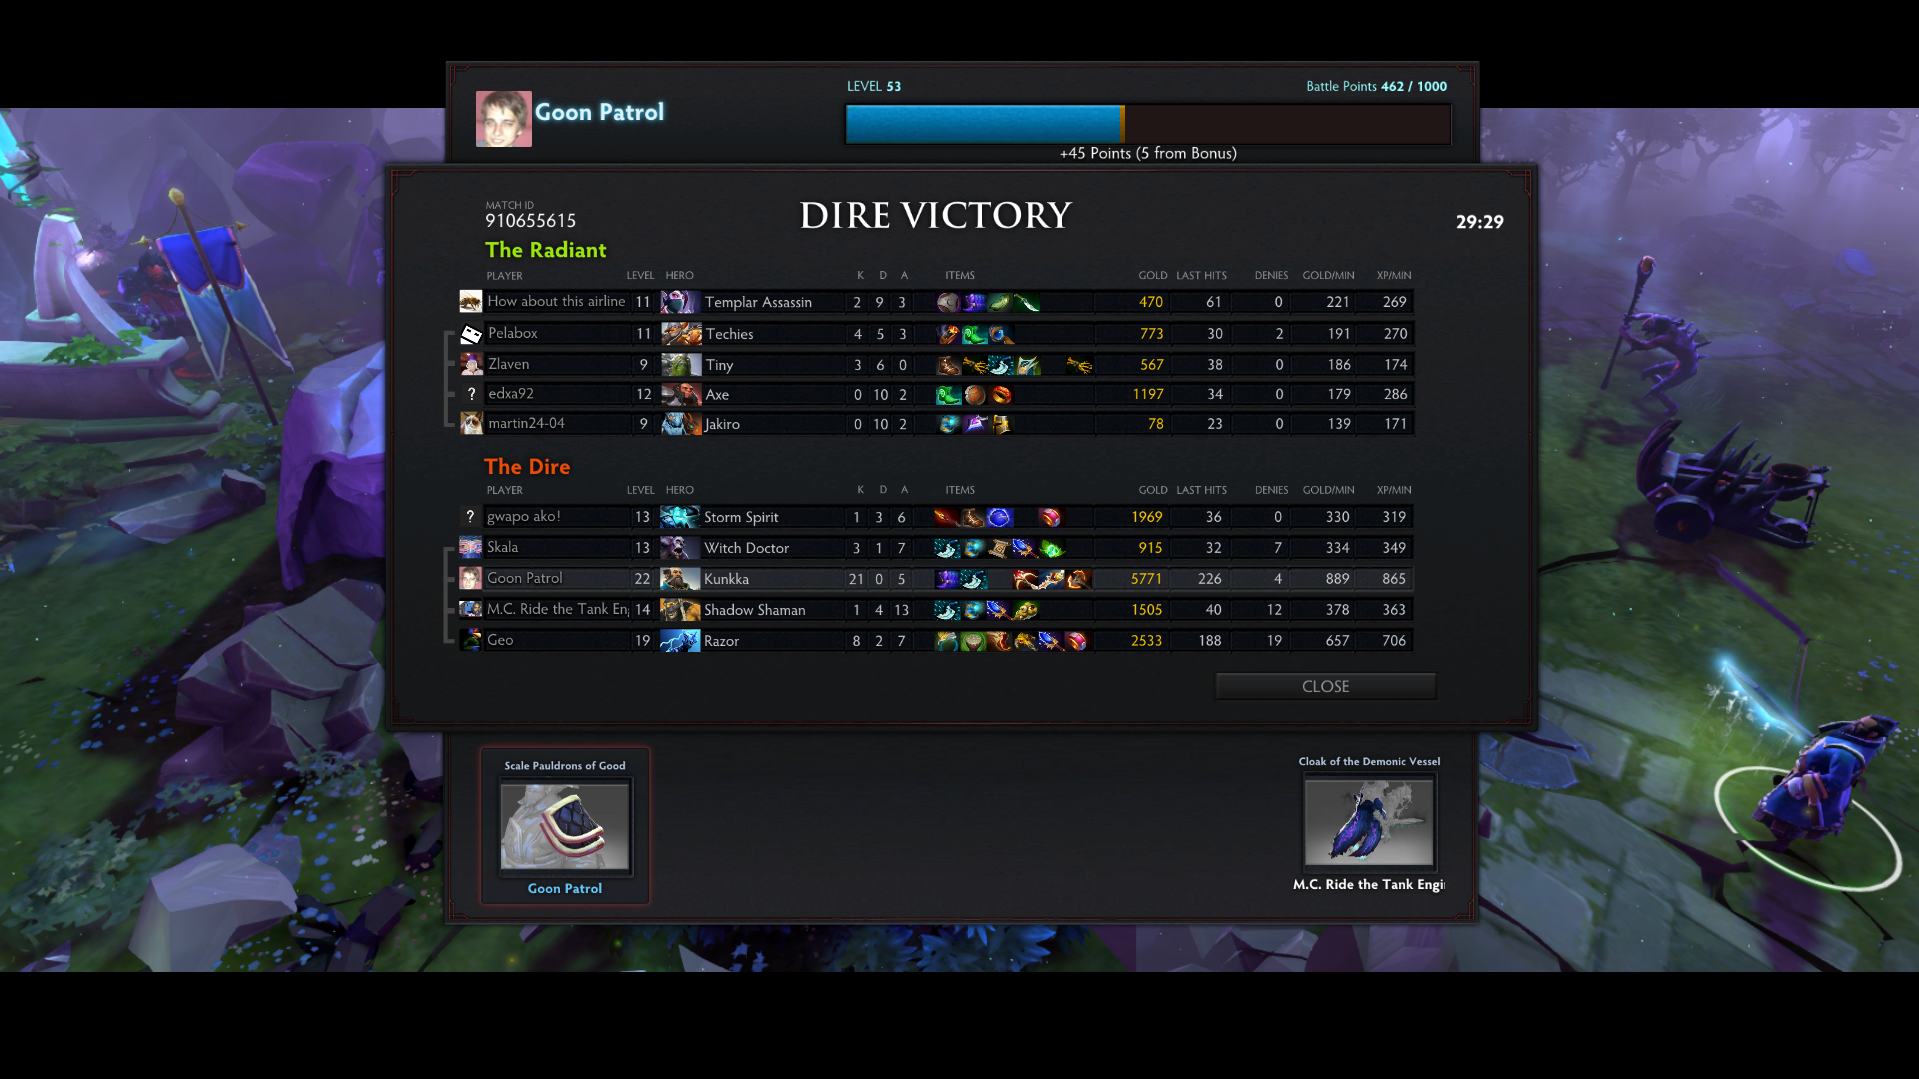 Goon Patrol
LEVEL 53
Battle Points 462 / 1000
+45 Points (5 from Bonus)
MATCH ID
910655615
DIRE VICTORY
29:29
The Radiant
PLAYER LEVEL HERO K D A ITEMS GOLD LAST HITS DENIES GOLD/MIN XP/MIN
How about this airline 11 Templar Assassin 2 9 3 470 61 0 221 269
Pelabox 11 Techies 4 5 3 773 30 2 191 270
Zlaven 9 Tiny 3 6 0 567 38 0 186 174
? edxa92 12 Axe 0 10 2 1197 34 0 179 286
martin24-04 9 Jakiro 0 10 2 78 23 0 139 171
The Dire
PLAYER LEVEL HERO K D A ITEMS GOLD LAST HITS DENIES GOLD/MIN XP/MIN
? gwapo ako! 13 Storm Spirit 1 3 6 1969 36 0 330 319
Skala 13 Witch Doctor 3 1 7 915 32 7 334 349
Goon Patrol 22 Kunkka 21 0 5 5771 226 4 889 865
M.C. Ride the Tank En 14 Shadow Shaman 1 4 13 1505 40 12 378 363
Geo 19 Razor 8 2 7 2533 188 19 657 706
CLOSE
Scale Pauldrons of Good
Goon Patrol
Cloak of the Demonic Vessel
M.C. Ride the Tank Engi